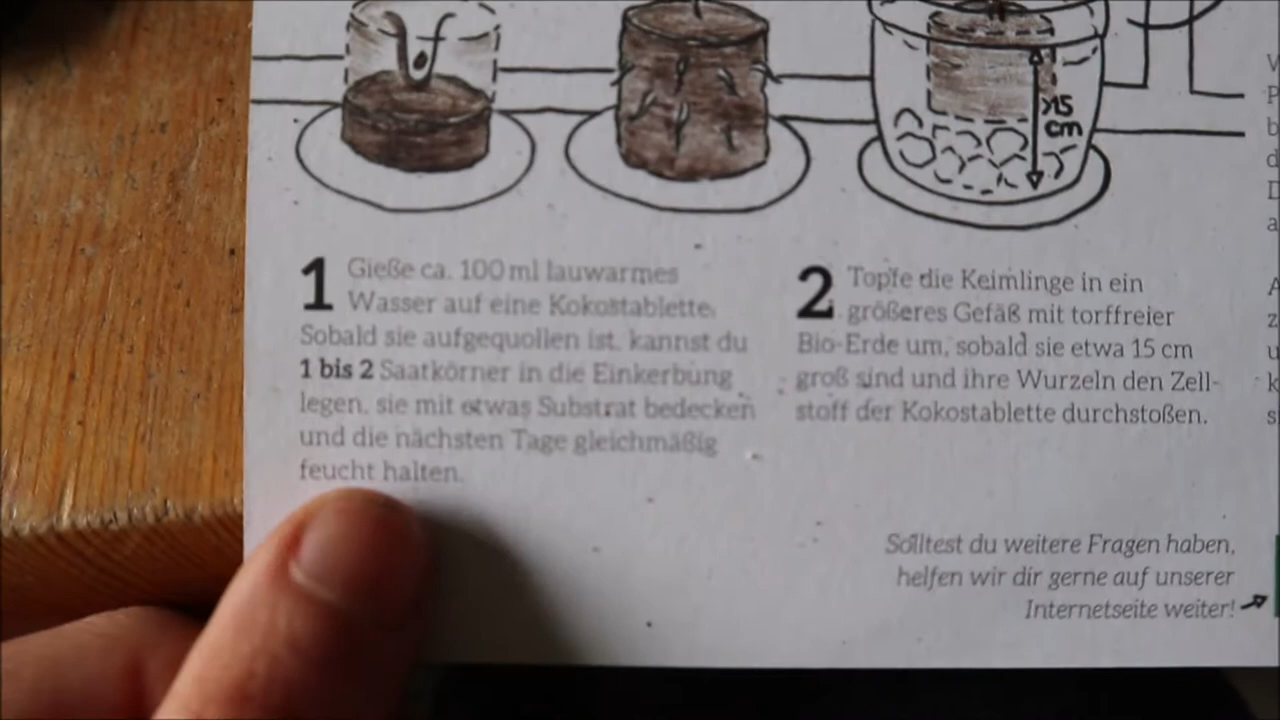 >15
cm
1 Gieße ca. 100 ml lauwarmes
Wasser auf eine Kokostablette.
Sobald sie aufgequollen ist, kannst du
1 bis 2 Saatkörner in die Einkerbung
legen, sie mit etwas Substrat bedecken
und die nächsten Tage gleichmäßig
feucht halten.
2 Topfe die Keimlinge in ein
größeres Gefäß mit torffreier
Bio-Erde um, sobald sie etwa 15 cm
groß sind und ihre Wurzeln den Zell-
stoff der Kokostablette durchstoßen.
Solltest du weitere Fragen haben,
helfen wir dir gerne auf unserer
Internetseite weiter!